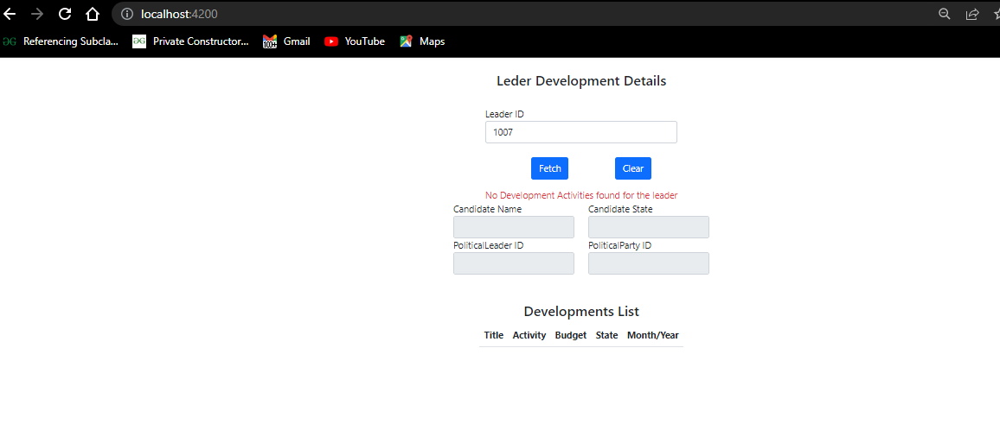 localhost:4200
Referencing Subcla... Private Constructor... 100+ Gmail YouTube Maps
Leder Development Details
Leader ID
1007
Fetch Clear
No Development Activities found for the leader
Candidate Name Candidate State
PoliticalLeader ID PoliticalParty ID
Developments List
Title Activity Budget State Month/Year